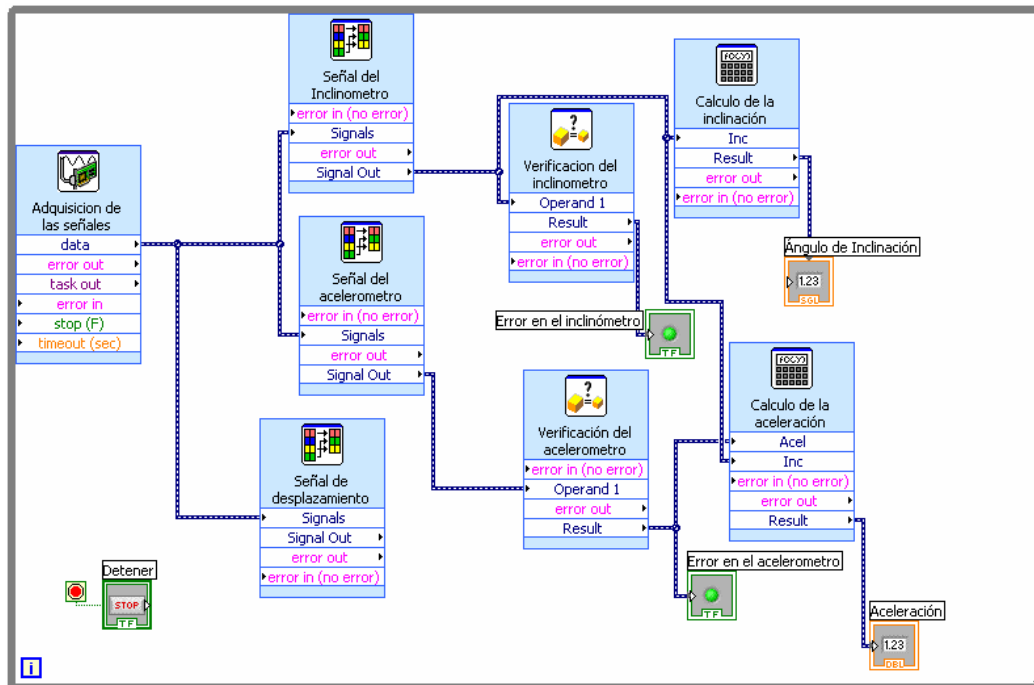 Adquisicion de
las señales
data
error out
task out
error in
stop (F)
timeout (sec)
Señal del
Inclinometro
error in (no error)
Signals
error out
Signal Out
Señal del
acelerometro
error in (no error)
Signals
error out
Signal Out
Señal de
desplazamiento
Signals
Signal Out
error out
error in (no error)
Detener
STOP
TF
i
?
Verificacion del
inclinometro
Operand 1
Result
error out
error in (no error)
Error en el inclinómetro
TF
?
Verificación del
acelerometro
error in (no error)
Operand 1
error out
Result
Error en el acelerometro
TF
f(x,y)
Calculo de la
inclinación
Inc
Result
error out
error in (no error)
Angulo de Inclinación
1.23
SGL
f(x,y)
Calculo de la
aceleración
Acel
Inc
error in (no error)
error out
Result
Aceleración
1.23
DBL